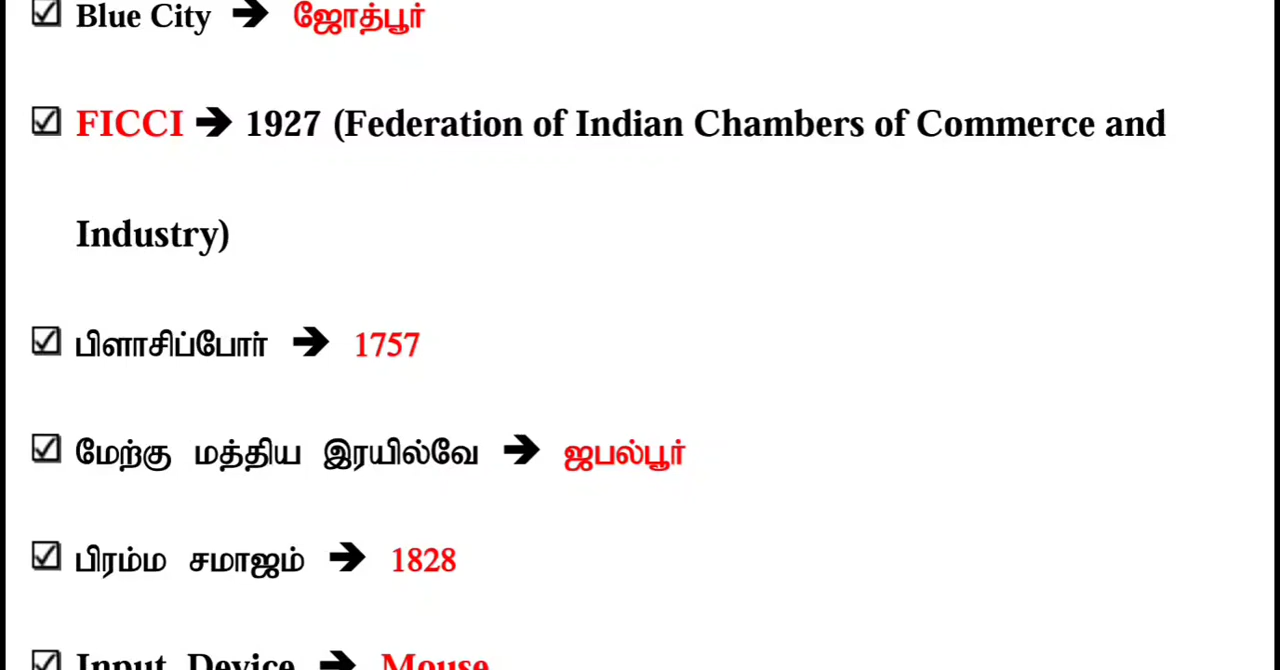 ☑ Blue City ➔ ஜோத்பூர்
☑ FICCI ➔ 1927 (Federation of Indian Chambers of Commerce and
Industry)
☑ பிளாசிப்போர் ➔ 1757
☑ மேற்கு மத்திய இரயில்வே ➔ ஜபல்பூர்
☑ பிரம்ம சமாஜம் ➔ 1828
☑ Input Device ➔ Mouse